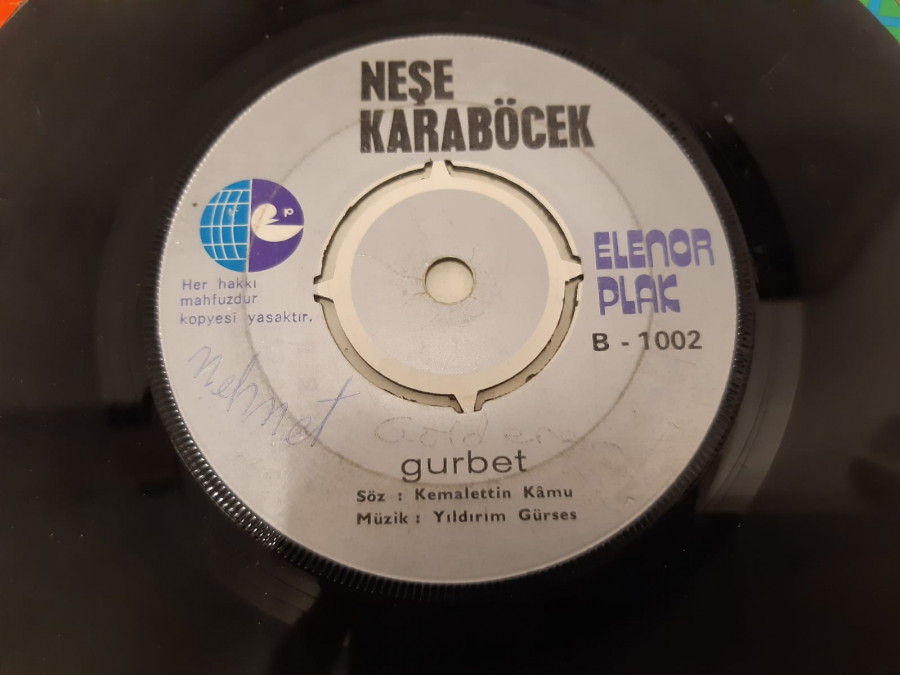 NEŞE
KARABÖCEK
ELENOR
PLAK
B - 1002
Her hakkı
mahfuzdur
kopyesi yasaktır.
Mehmet
gurbet
Söz : Kemalettin Kâmu
Müzik : Yıldırım Gürses